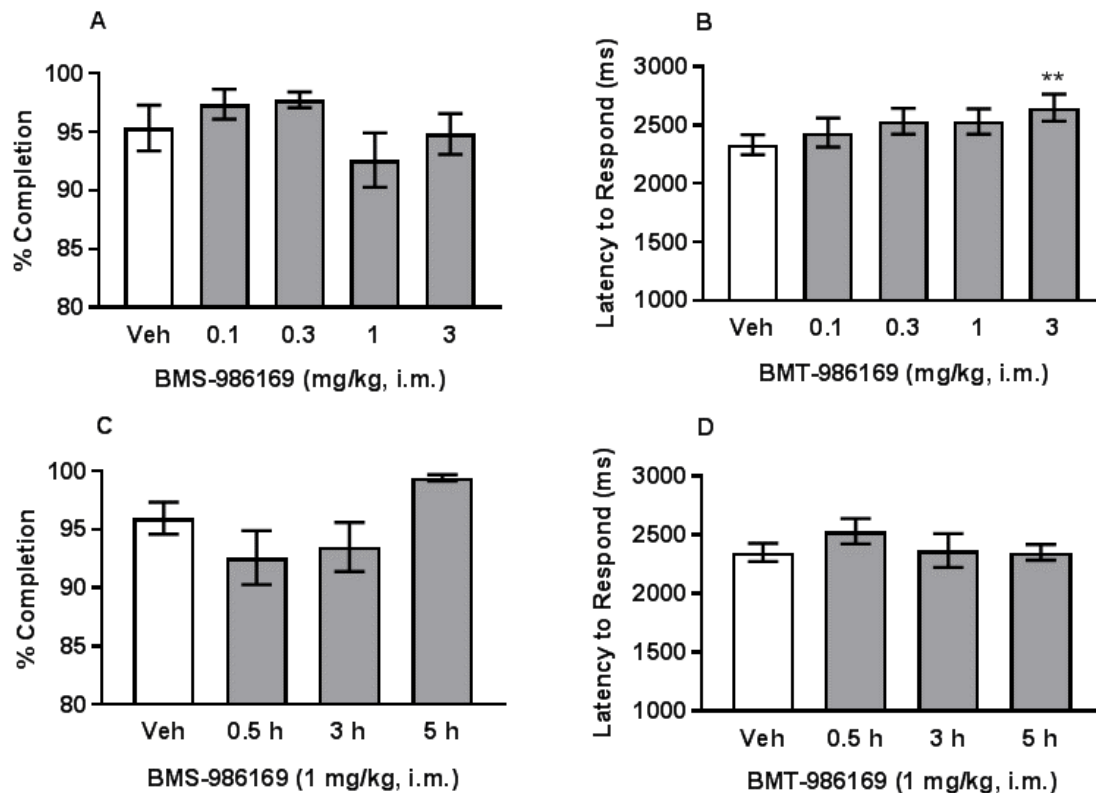 A
% Completion
100
95
90
85
80
Veh 0.1 0.3 1 3
BMS-986169 (mg/kg, i.m.)
B
Latency to Respond (ms)
3000
2500
2000
1500
1000
**
Veh 0.1 0.3 1 3
BMT-986169 (mg/kg, i.m.)
C
% Completion
100
95
90
85
80
Veh 0.5 h 3 h 5 h
BMS-986169 (1 mg/kg, i.m.)
D
Latency to Respond (ms)
3000
2500
2000
1500
1000
Veh 0.5 h 3 h 5 h
BMT-986169 (1 mg/kg, i.m.)